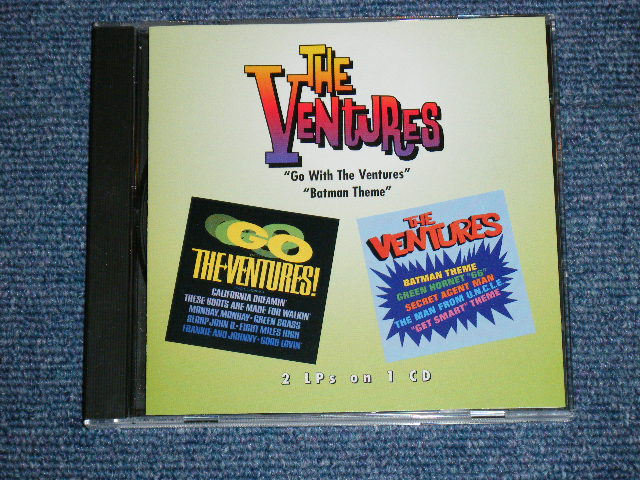 THE
VENTURES
"Go With The Ventures"
"Batman Theme"
GO
THE VENTURES!
CALIFORNIA DREAMIN'
THESE BOOTS ARE MADE FOR WALKIN'
MONDAY, MONDAY • GREEN GRASS
SLOOP JOHN B. • EIGHT MILES HIGH
FRANKIE AND JOHNNY • GOOD LOVIN'
THE
VENTURES
BATMAN THEME
GREEN HORNET "66"
SECRET AGENT MAN
THE MAN FROM U.N.C.L.E.
"GET SMART" THEME
2 LPs on 1 CD